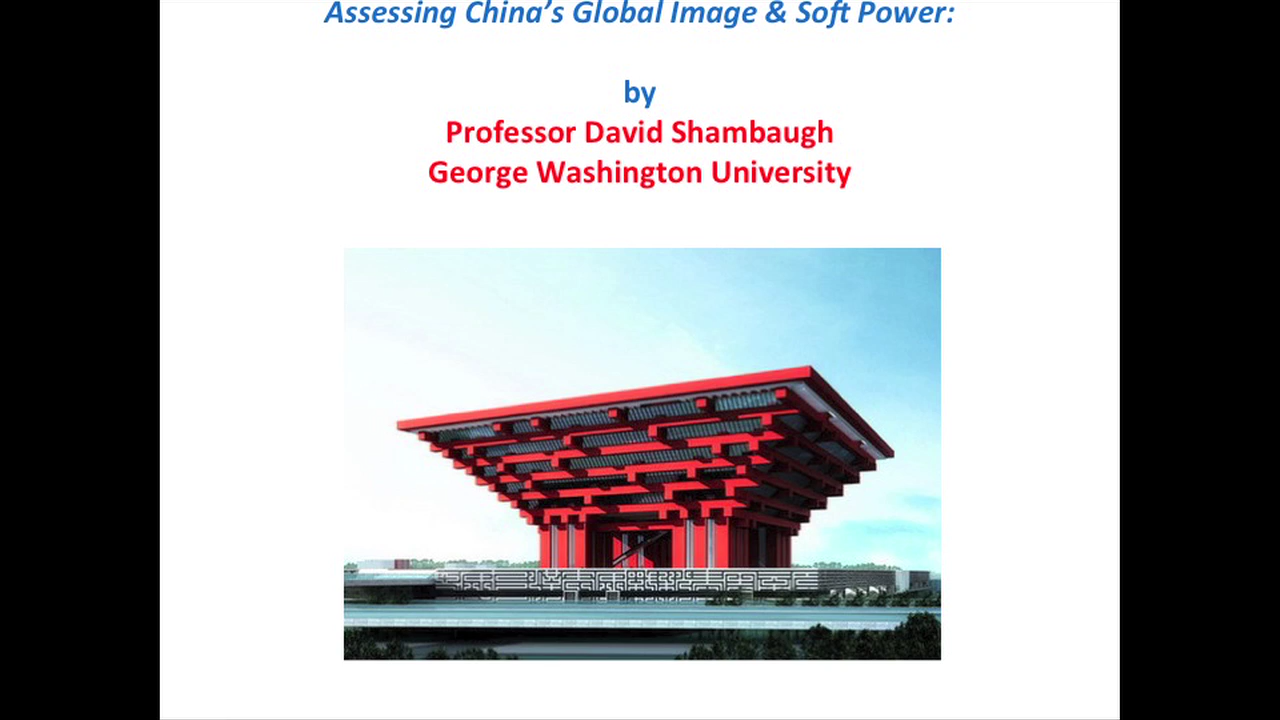 Assessing China’s Global Image & Soft Power:
by
Professor David Shambaugh
George Washington University